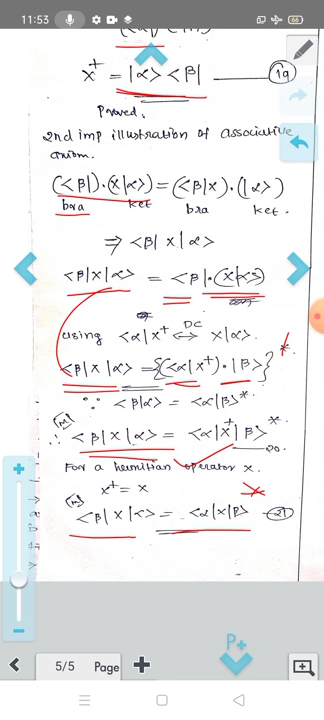 11:53
66
x⁺ = |α> <β| —— (19)
Proved.
2nd imp illustration of associative
axiom.
(<β|)·(x|α>) = (<β|x)·(|α>)
bra ket bra ket.
⇒ <β|x|α>
<β|x|α> = <β|·(x|α>)
using <α|x⁺ ⟷ x|α>
DC
<β|x|α> = {(<α|x⁺)·|β>}*
∵ <β|α> = <α|β>*
(M)
∴ <β|x|α> = <α|x⁺|β>*
—20.
For a hermitian operator x.
x⁺ = x
(M)
<β|x|α> = <α|x|β>* —(21)
P+
5/5 Page